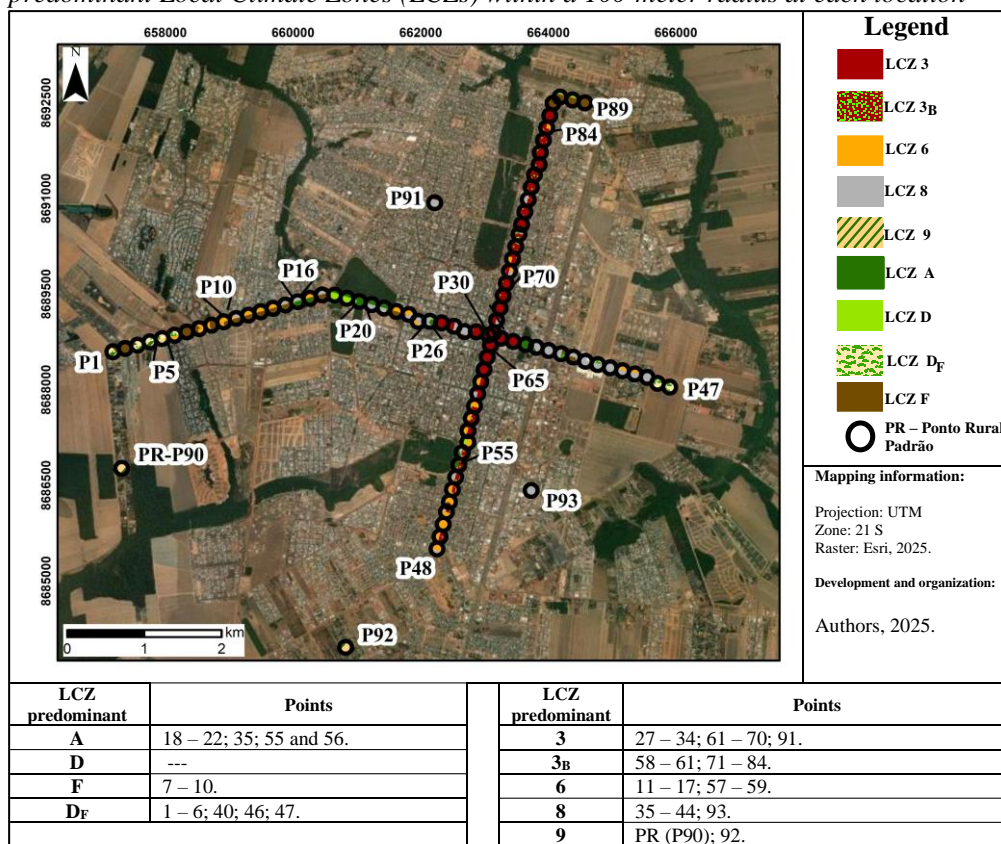 predominant Local Climate Zones (LCZs) within a 100-meter radius at each location
658000 660000 662000 664000 666000
8692500
8691000
8689500
8688000
8686500
8685000
N
P89
P84
P91
P70
P30
P16
P10
P20
P26
P1
P5
P65
P47
PR-P90
P55
P93
P48
P92
km
0 1 2
Legend
LCZ 3
LCZ 3B
LCZ 6
LCZ 8
LCZ 9
LCZ A
LCZ D
LCZ DF
LCZ F
PR – Ponto Rural
Padrão
Mapping information:
Projection: UTM
Zone: 21 S
Raster: Esri, 2025.
Development and organization:
Authors, 2025.
LCZ predominant Points
A 18 – 22; 35; 55 and 56.
D ---
F 7 – 10.
DF 1 – 6; 40; 46; 47.
LCZ predominant Points
3 27 – 34; 61 – 70; 91.
3B 58 – 61; 71 – 84.
6 11 – 17; 57 – 59.
8 35 – 44; 93.
9 PR (P90); 92.